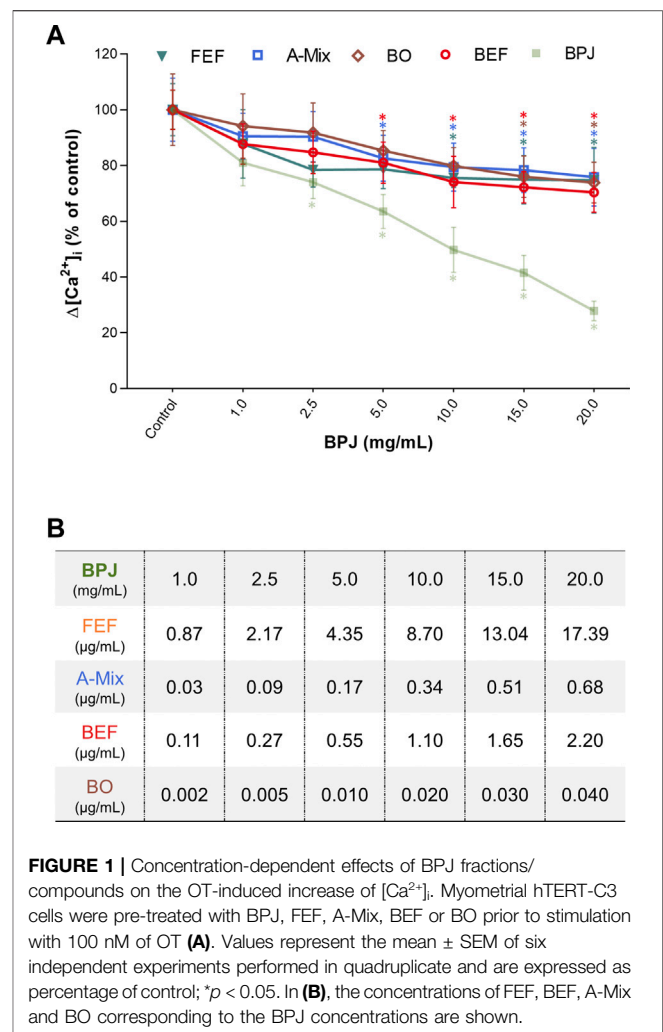 A
FEF A-Mix BO BEF BPJ
120
100
80
60
40
20
0
Δ[Ca²⁺]ᵢ (% of control)
* * * *
* * * *
* * *
* *
* * * * * *
Control 1.0 2.5 5.0 10.0 15.0 20.0
BPJ (mg/mL)
B
BPJ (mg/mL) 1.0 2.5 5.0 10.0 15.0 20.0
FEF (µg/mL) 0.87 2.17 4.35 8.70 13.04 17.39
A-Mix (µg/mL) 0.03 0.09 0.17 0.34 0.51 0.68
BEF (µg/mL) 0.11 0.27 0.55 1.10 1.65 2.20
BO (µg/mL) 0.002 0.005 0.010 0.020 0.030 0.040
FIGURE 1 | Concentration-dependent effects of BPJ fractions/
compounds on the OT-induced increase of [Ca²⁺]ᵢ. Myometrial hTERT-C3
cells were pre-treated with BPJ, FEF, A-Mix, BEF or BO prior to stimulation
with 100 nM of OT (A). Values represent the mean ± SEM of six
independent experiments performed in quadruplicate and are expressed as
percentage of control; *p < 0.05. In (B), the concentrations of FEF, BEF, A-Mix
and BO corresponding to the BPJ concentrations are shown.